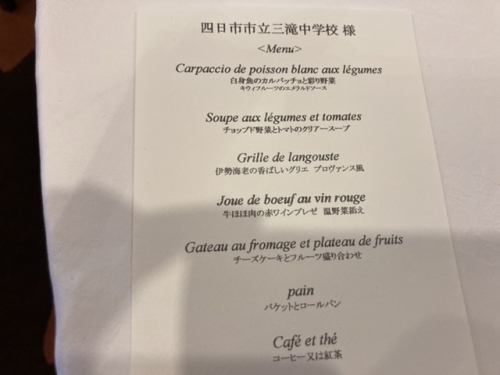 四日市市立三滝中学校 様
<Menu>
Carpaccio de poisson blanc aux légumes
白身魚のカルパッチョと彩り野菜
キウィフルーツのエメラルドソース
Soupe aux légumes et tomates
チョップド野菜とトマトのクリアースープ
Grille de langouste
伊勢海老の香ばしいグリエ プロヴァンス風
Joue de boeuf au vin rouge
牛ほほ肉の赤ワインブレゼ 温野菜添え
Gateau au fromage et plateau de fruits
チーズケーキとフルーツ盛り合わせ
pain
バケットとロールパン
Café et thé
コーヒー又は紅茶